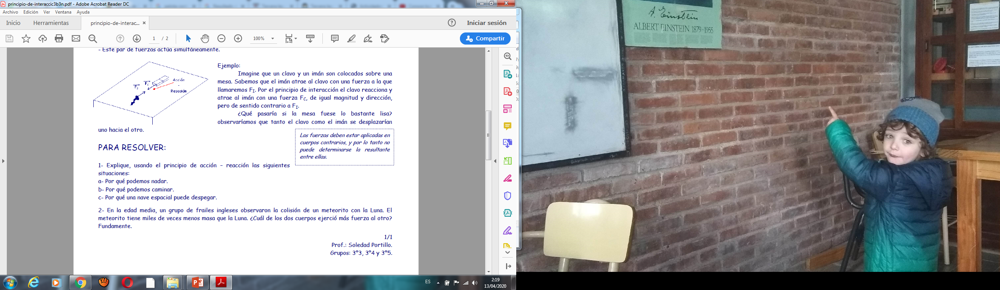 principio-de-interaccic3b3n.pdf - Adobe Acrobat Reader DC
Archivo Edición Ver Ventana Ayuda
Inicio Herramientas principio-de-interac... × Iniciar sesión
1 / 2 100% Compartir
- Este par de fuerzas actúa simultáneamente.
Ejemplo:
Imagine que un clavo y un imán son colocados sobre una
mesa. Sabemos que el imán atrae al clavo con una fuerza a la que
llamaremos FI. Por el principio de interacción el clavo reacciona y
atrae al imán con una fuerza FC, de igual magnitud y dirección,
pero de sentido contrario a FI.
¿Qué pasaría si la mesa fuese lo bastante lisa?
observaríamos que tanto el clavo como el imán se desplazarían
uno hacia el otro.
FI FC Acción
-
Reacción
Las fuerzas deben estar aplicadas en
cuerpos contrarios, y por lo tanto no
puede determinarse la resultante
entre ellas.
PARA RESOLVER:
1- Explique, usando el principio de acción – reacción las siguientes
situaciones:
a- Por qué podemos nadar.
b- Por qué podemos caminar.
c- Por qué una nave espacial puede despegar.
2- En la edad media, un grupo de frailes ingleses observaron la colisión de un meteorito con la Luna. El
meteorito tiene miles de veces menos masa que la Luna. ¿Cuál de los dos cuerpos ejerció más fuerza al otro?
Fundamente.
1/1
Prof.: Soledad Portillo.
Grupos: 3º3, 3º4 y 3º5.
ES
2:19
13/04/2020
A. Einstein
ALBERT EINSTEIN 1879-1955